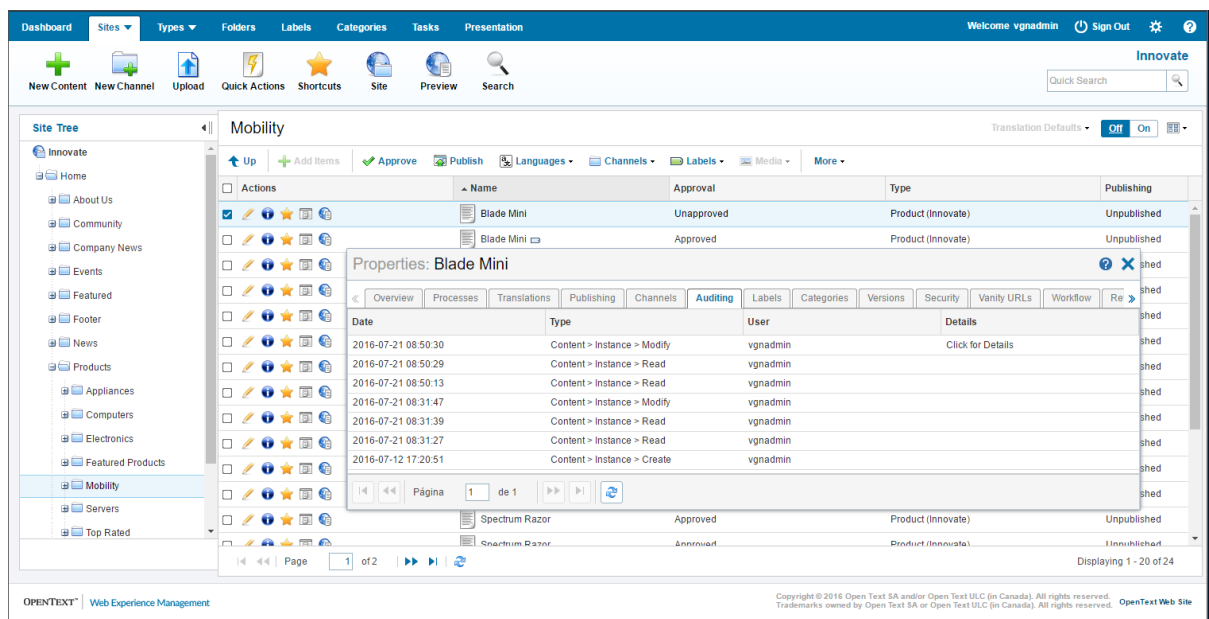 Dashboard Sites Types Folders Labels Categories Tasks Presentation Welcome vgnadmin Sign Out
Innovate
New Content New Channel Upload Quick Actions Shortcuts Site Preview Search Quick Search
Site Tree Mobility Translation Defaults Off On
Innovate
Home
About Us
Community
Company News
Events
Featured
Footer
News
Products
Appliances
Computers
Electronics
Featured Products
Mobility
Servers
Top Rated
Up Add Items Approve Publish Languages Channels Labels Media More
Actions Name Approval Type Publishing
Blade Mini Unapproved Product (Innovate) Unpublished
Blade Mini Approved Product (Innovate) Unpublished
Properties: Blade Mini
Overview Processes Translations Publishing Channels Auditing Labels Categories Versions Security Vanity URLs Workflow Re
Date Type User Details
2016-07-21 08:50:30 Content > Instance > Modify vgnadmin Click for Details
2016-07-21 08:50:29 Content > Instance > Read vgnadmin
2016-07-21 08:50:13 Content > Instance > Read vgnadmin
2016-07-21 08:31:47 Content > Instance > Modify vgnadmin
2016-07-21 08:31:39 Content > Instance > Read vgnadmin
2016-07-21 08:31:27 Content > Instance > Read vgnadmin
2016-07-12 17:20:51 Content > Instance > Create vgnadmin
Página 1 de 1
shed
shed
shed
shed
shed
shed
shed
shed
shed
shed
Spectrum Razor Approved Product (Innovate) Unpublished
Spectrum Razor Approved Product (Innovate) Unpublished
Page 1 of 2 Displaying 1 - 20 of 24
OPENTEXT™ Web Experience Management
Copyright © 2016 Open Text SA and/or Open Text ULC (in Canada). All rights reserved.
Trademarks owned by Open Text SA or Open Text ULC (in Canada). All rights reserved. OpenText Web Site